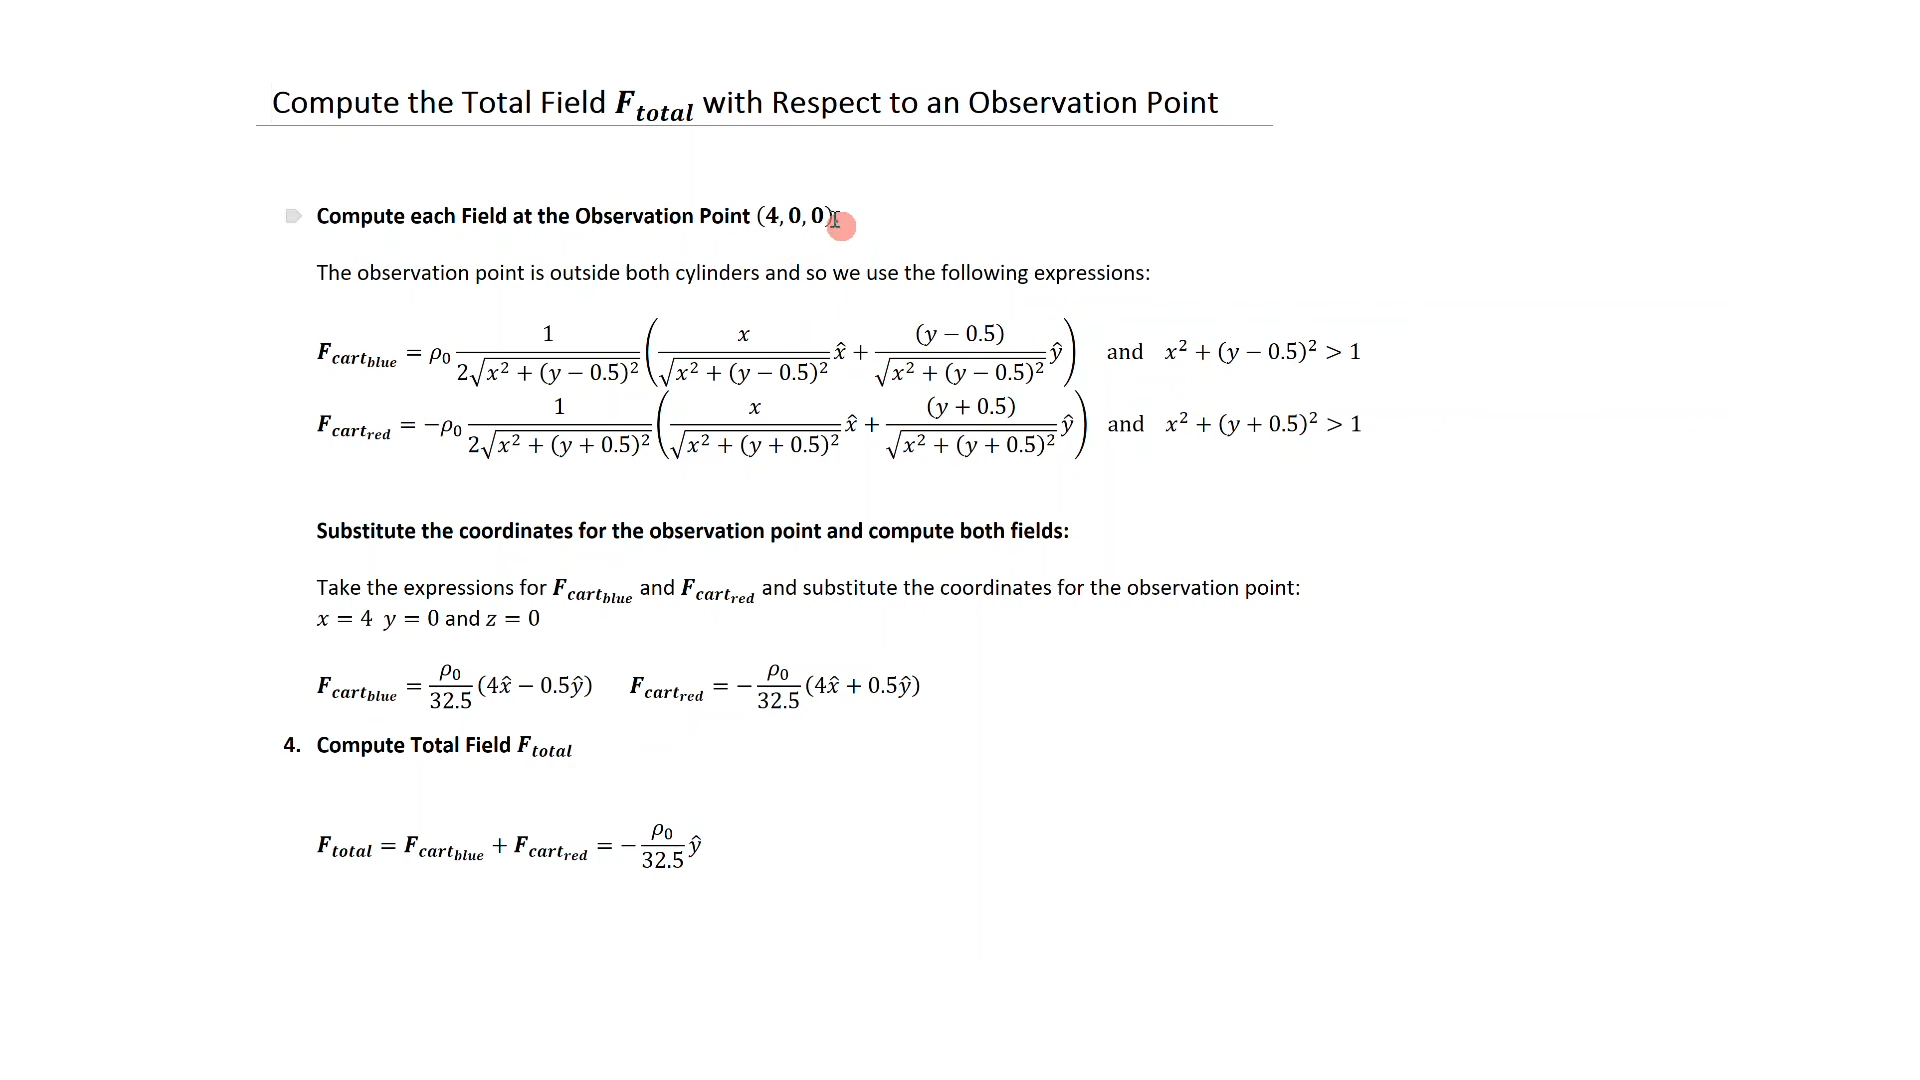 Compute the Total Field 𝑭_total with Respect to an Observation Point
Compute each Field at the Observation Point (4, 0, 0)
The observation point is outside both cylinders and so we use the following expressions:
𝑭_cart_blue = ρ₀ 1/(2√(x² + (y − 0.5)²)) ( x/√(x² + (y − 0.5)²) x̂ + (y − 0.5)/√(x² + (y − 0.5)²) ŷ ) and x² + (y − 0.5)² > 1
𝑭_cart_red = −ρ₀ 1/(2√(x² + (y + 0.5)²)) ( x/√(x² + (y + 0.5)²) x̂ + (y + 0.5)/√(x² + (y + 0.5)²) ŷ ) and x² + (y + 0.5)² > 1
Substitute the coordinates for the observation point and compute both fields:
Take the expressions for 𝑭_cart_blue and 𝑭_cart_red and substitute the coordinates for the observation point:
x = 4 y = 0 and z = 0
𝑭_cart_blue = ρ₀/32.5 (4x̂ − 0.5ŷ) 𝑭_cart_red = − ρ₀/32.5 (4x̂ + 0.5ŷ)
4. Compute Total Field 𝑭_total
𝑭_total = 𝑭_cart_blue + 𝑭_cart_red = − ρ₀/32.5 ŷ